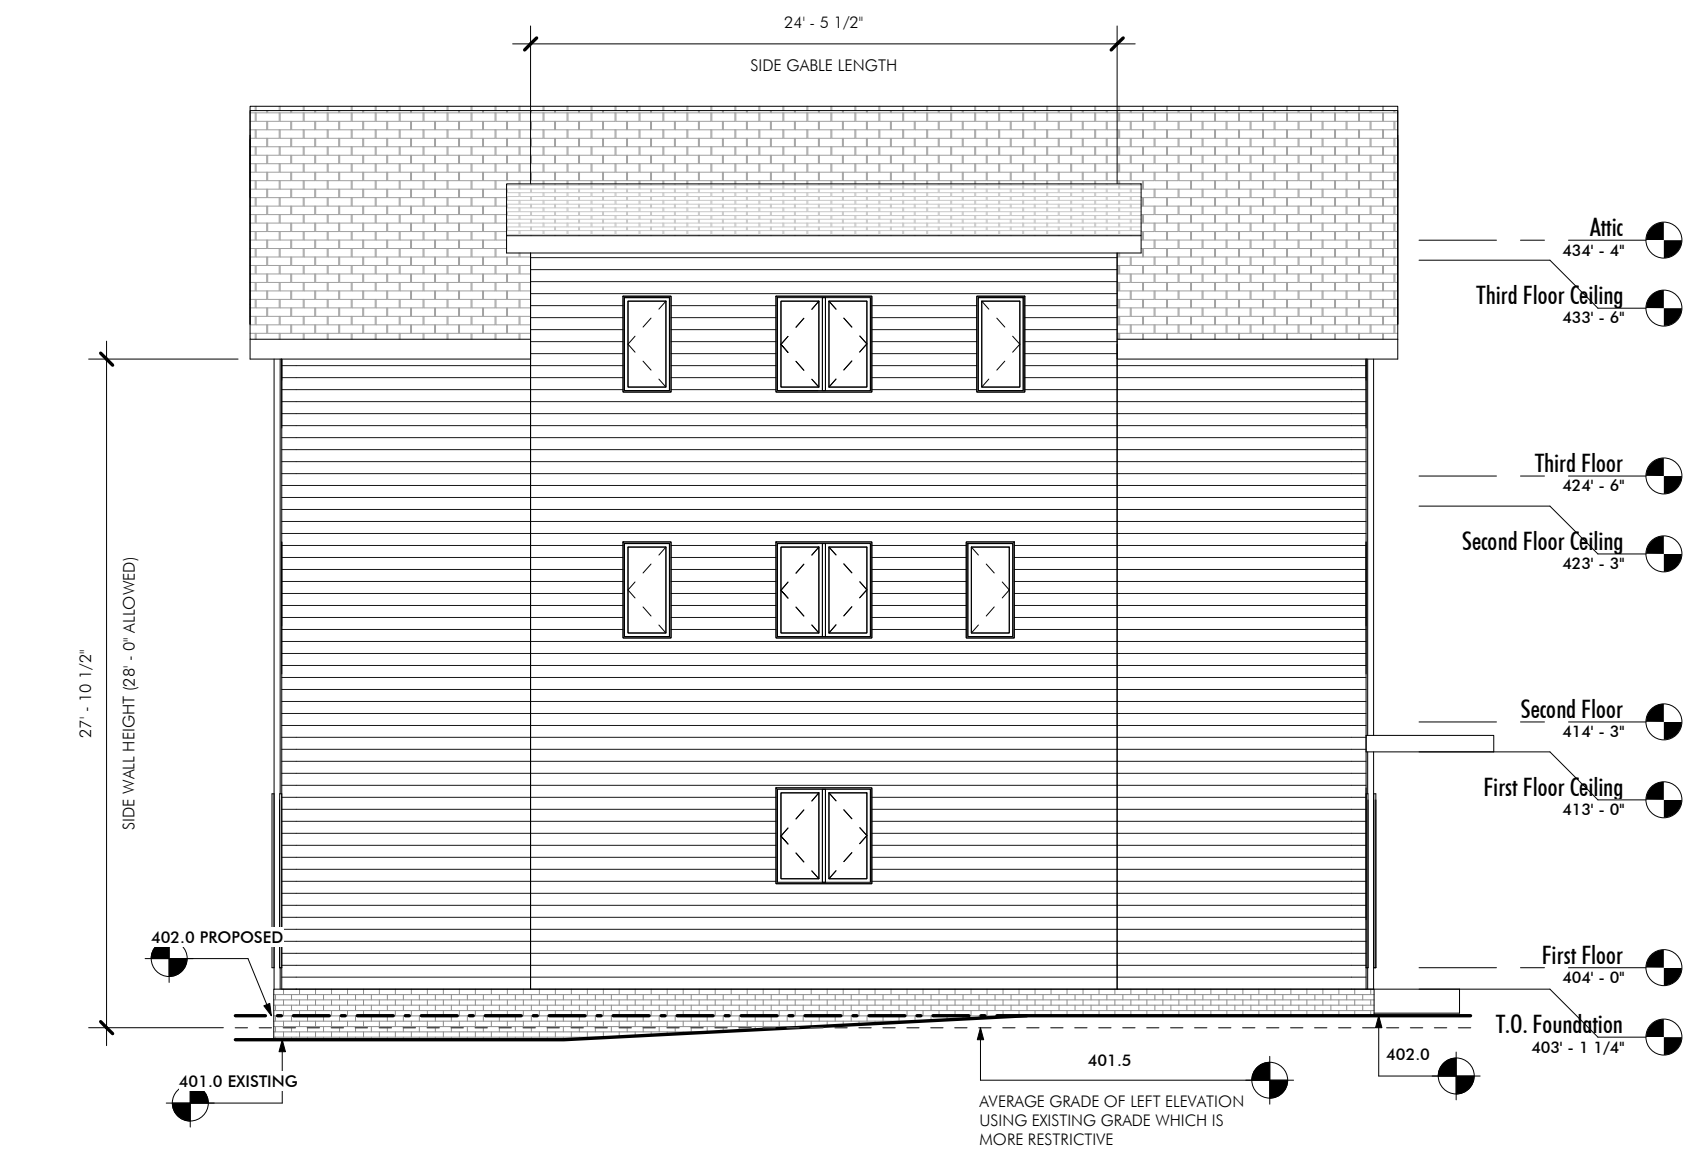 24' - 5 1/2"
SIDE GABLE LENGTH
Attic
434' - 4"
Third Floor Ceiling
433' - 6"
Third Floor
424' - 6"
Second Floor Ceiling
423' - 3"
27' - 10 1/2"
SIDE WALL HEIGHT (28' - 0" ALLOWED)
Second Floor
414' - 3"
First Floor Ceiling
413' - 0"
402.0 PROPOSED
First Floor
404' - 0"
T.O. Foundation
403' - 1 1/4"
401.0 EXISTING
401.5
402.0
AVERAGE GRADE OF LEFT ELEVATION
USING EXISTING GRADE WHICH IS
MORE RESTRICTIVE